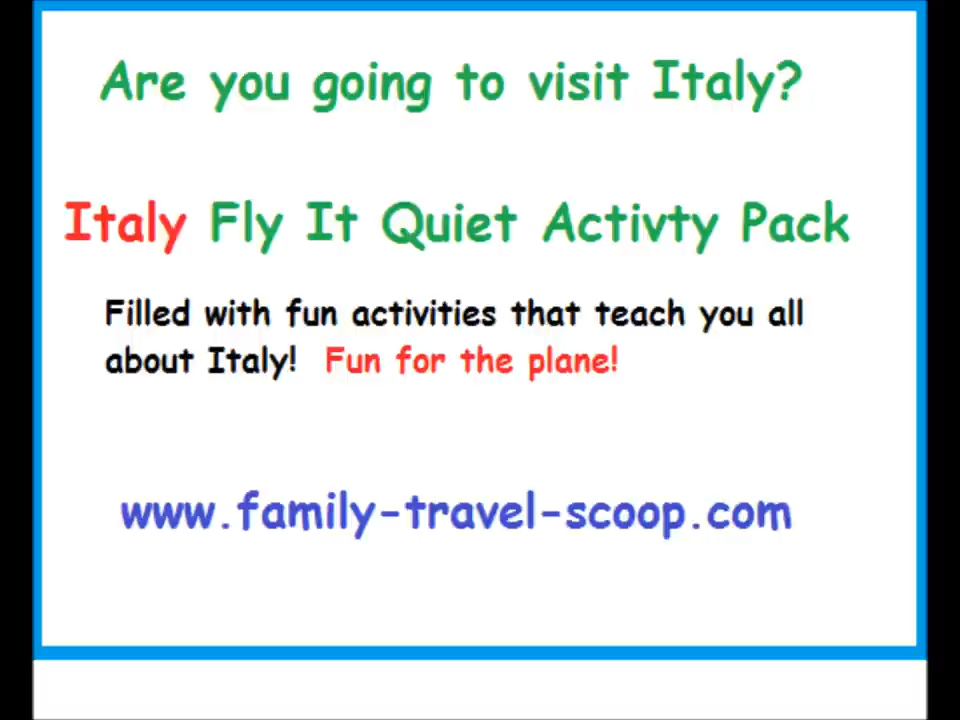 Are you going to visit Italy?
Italy Fly It Quiet Activty Pack
Filled with fun activities that teach you all
about Italy! Fun for the plane!
www.family-travel-scoop.com